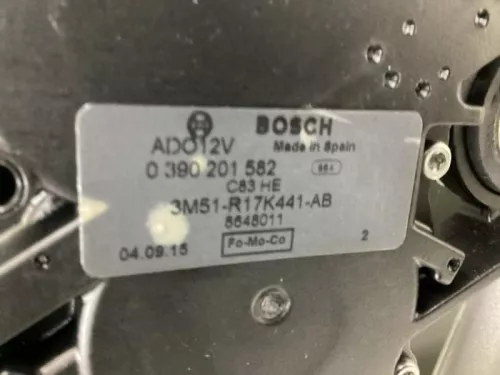 BOSCH
ADO12V
Made in Spain
0 390 201 582
C83 HE
3M51-R17K441-AB
8648011
04.09.15
Fo-Mo-Co
2